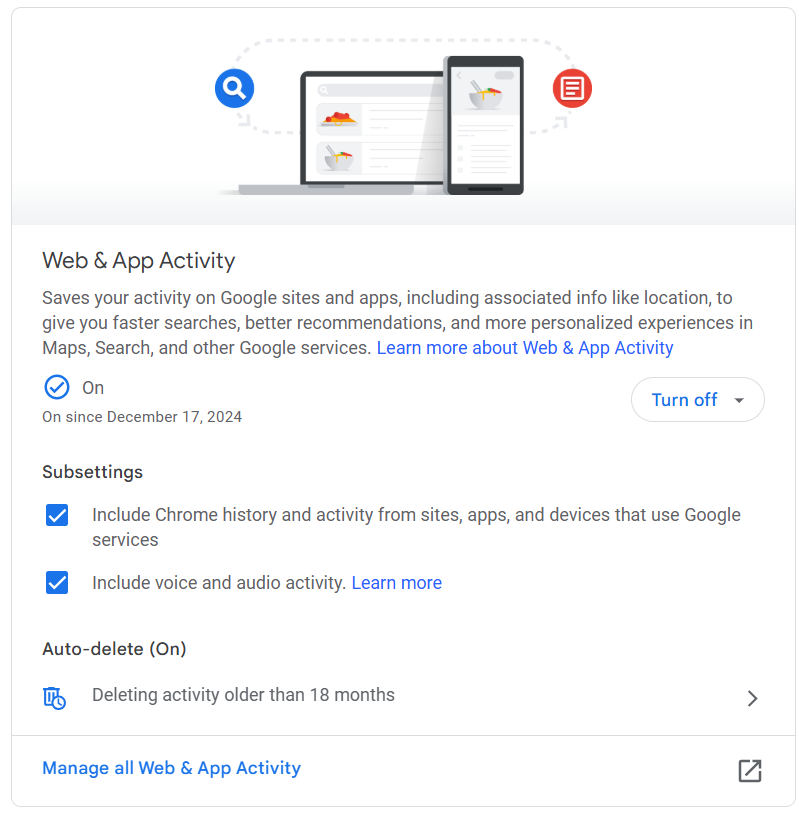 Web & App Activity
Saves your activity on Google sites and apps, including associated info like location, to
give you faster searches, better recommendations, and more personalized experiences in
Maps, Search, and other Google services. Learn more about Web & App Activity
On
On since December 17, 2024
Turn off
Subsettings
Include Chrome history and activity from sites, apps, and devices that use Google
services
Include voice and audio activity. Learn more
Auto-delete (On)
Deleting activity older than 18 months
Manage all Web & App Activity